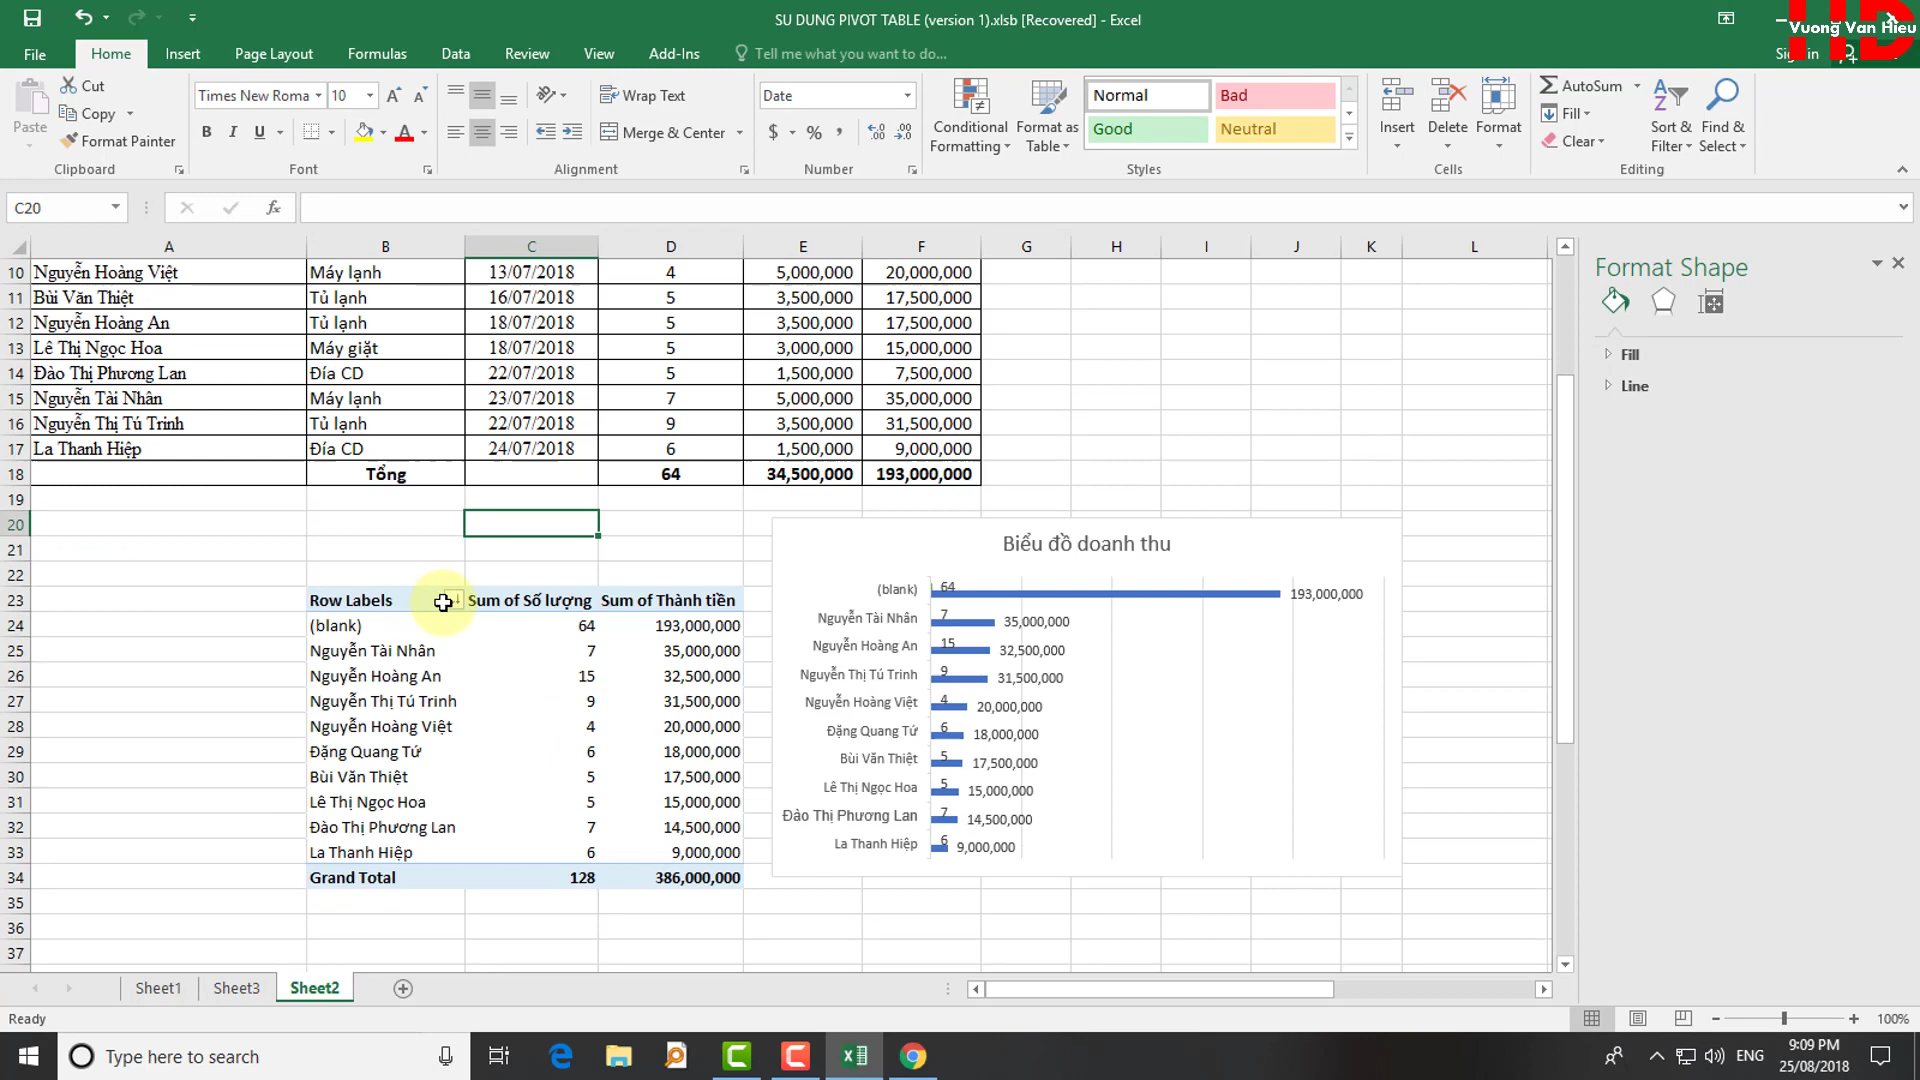 SU DUNG PIVOT TABLE (version 1).xlsb [Recovered] - Excel
Vuong Van Hieu
File Home Insert Page Layout Formulas Data Review View Add-Ins Tell me what you want to do...
Cut
Copy
Format Painter
Paste
Clipboard
Times New Roma 10
B I U
Font
Wrap Text
Merge & Center
Alignment
Date
Number
Conditional Formatting
Format as Table
Normal Bad
Good Neutral
Styles
Insert Delete Format
Cells
AutoSum
Fill
Clear
Sort & Filter
Find & Select
Editing
C20 fx
A B C D E F G H I J K L
10 Nguyễn Hoàng Việt Máy lạnh 13/07/2018 4 5,000,000 20,000,000
11 Bùi Văn Thiệt Tủ lạnh 16/07/2018 5 3,500,000 17,500,000
12 Nguyễn Hoàng An Tủ lạnh 18/07/2018 5 3,500,000 17,500,000
13 Lê Thị Ngọc Hoa Máy giặt 18/07/2018 5 3,000,000 15,000,000
14 Đào Thị Phương Lan Đía CD 22/07/2018 5 1,500,000 7,500,000
15 Nguyễn Tài Nhân Máy lạnh 23/07/2018 7 5,000,000 35,000,000
16 Nguyễn Thị Tú Trinh Tủ lạnh 22/07/2018 9 3,500,000 31,500,000
17 La Thanh Hiệp Đía CD 24/07/2018 6 1,500,000 9,000,000
18 Tổng 64 34,500,000 193,000,000
19
20
21
22
23 Row Labels Sum of Số lượng Sum of Thành tiền
24 (blank) 64 193,000,000
25 Nguyễn Tài Nhân 7 35,000,000
26 Nguyễn Hoàng An 15 32,500,000
27 Nguyễn Thị Tú Trinh 9 31,500,000
28 Nguyễn Hoàng Việt 4 20,000,000
29 Đặng Quang Tứ 6 18,000,000
30 Bùi Văn Thiệt 5 17,500,000
31 Lê Thị Ngọc Hoa 5 15,000,000
32 Đào Thị Phương Lan 7 14,500,000
33 La Thanh Hiệp 6 9,000,000
34 Grand Total 128 386,000,000
35
36
37
Biểu đồ doanh thu
(blank) 64 193,000,000
Nguyễn Tài Nhân 7 35,000,000
Nguyễn Hoàng An 15 32,500,000
Nguyễn Thị Tú Trinh 9 31,500,000
Nguyễn Hoàng Việt 4 20,000,000
Đặng Quang Tứ 6 18,000,000
Bùi Văn Thiệt 5 17,500,000
Lê Thị Ngọc Hoa 5 15,000,000
Đào Thị Phương Lan 7 14,500,000
La Thanh Hiệp 6 9,000,000
Format Shape
Fill
Line
Sheet1 Sheet3 Sheet2
Ready 100%
Type here to search
ENG
9:09 PM
25/08/2018